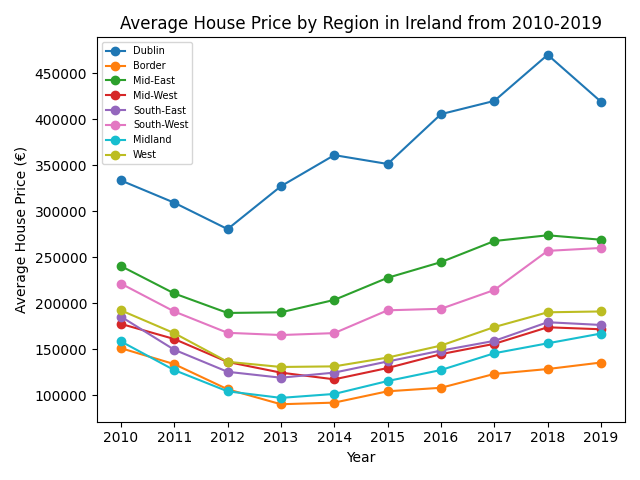 Average House Price by Region in Ireland from 2010-2019
Dublin
Border
Mid-East
Mid-West
South-East
South-West
Midland
West
Average House Price (€)
450000
400000
350000
300000
250000
200000
150000
100000
2010 2011 2012 2013 2014 2015 2016 2017 2018 2019
Year